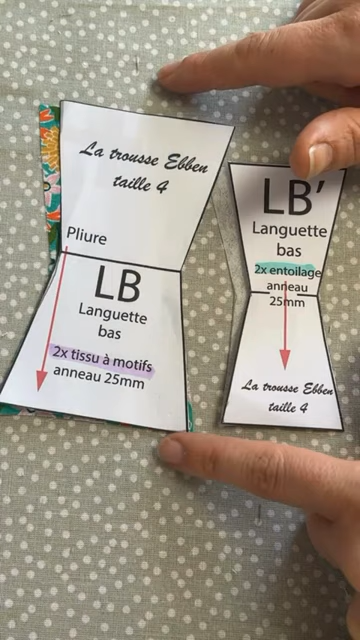 La trousse Ebben
taille 4
Pliure
LB
Languette
bas
2x tissu à motifs
anneau 25mm
LB'
Languette
bas
2x entoilage
anneau
25mm
La trousse Ebben
taille 4